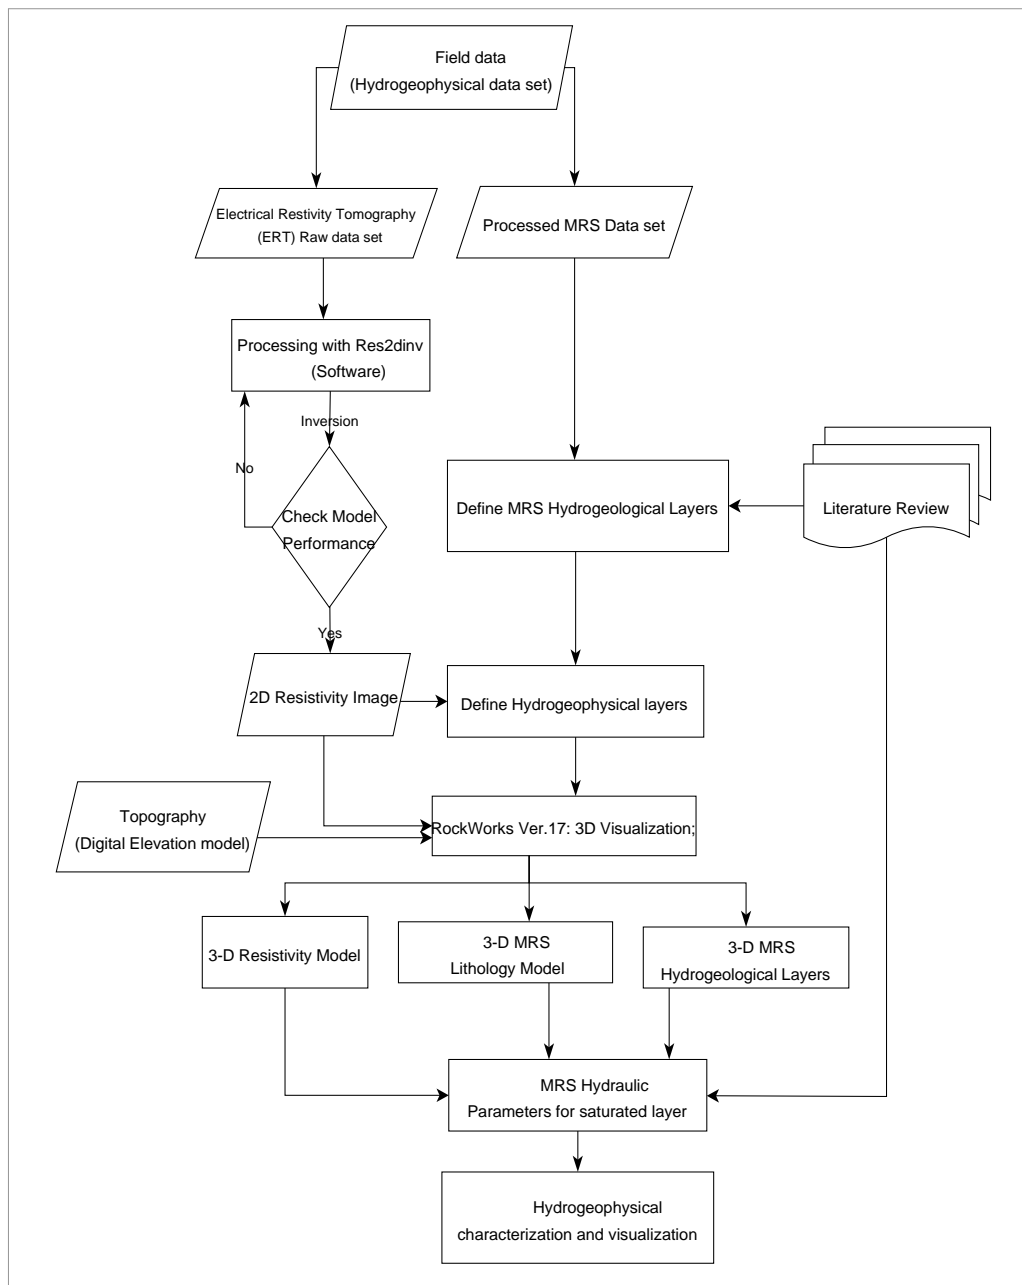 Field data
(Hydrogeophysical data set)
Electrical Restivity Tomography
(ERT) Raw data set
Processed MRS Data set
Processing with Res2dinv
(Software)
Inversion
No
Check Model
Performance
Yes
Define MRS Hydrogeological Layers
Literature Review
2D Resistivity Image
Define Hydrogeophysical layers
Topography
(Digital Elevation model)
RockWorks Ver.17: 3D Visualization;
3-D Resistivity Model
3-D MRS
Lithology Model
3-D MRS
Hydrogeological Layers
MRS Hydraulic
Parameters for saturated layer
Hydrogeophysical
characterization and visualization